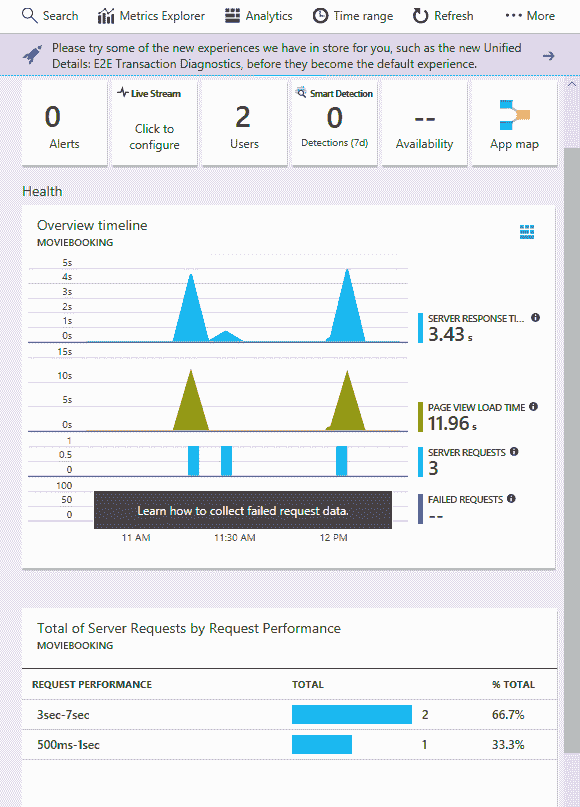 Search Metrics Explorer Analytics Time range Refresh ··· More
Please try some of the new experiences we have in store for you, such as the new Unified
Details: E2E Transaction Diagnostics, before they become the default experience.
0
Alerts
Live Stream
Click to
configure
2
Users
Smart Detection
0
Detections (7d)
--
Availability
App map
Health
Overview timeline
MOVIEBOOKING
5s
4s
3s
2s
1s
0s
SERVER RESPONSE TI...
3.43 s
15s
10s
5s
0s
PAGE VIEW LOAD TIME
11.96 s
1
0.5
0
SERVER REQUESTS
3
100
50
0
Learn how to collect failed request data.
FAILED REQUESTS
--
11 AM 11:30 AM 12 PM
Total of Server Requests by Request Performance
MOVIEBOOKING
REQUEST PERFORMANCE TOTAL % TOTAL
3sec-7sec 2 66.7%
500ms-1sec 1 33.3%